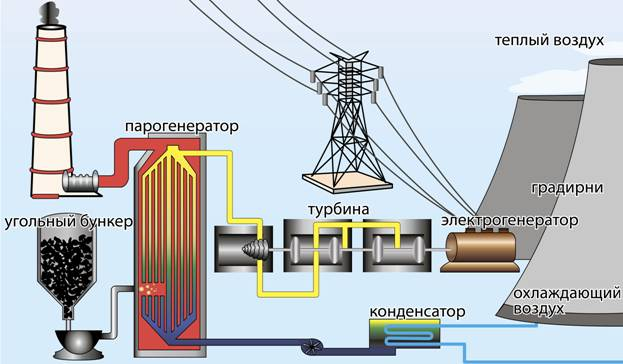 теплый воздух
парогенератор
градирни
угольный бункер
турбина
электрогенератор
охлаждающий
воздух
конденсатор